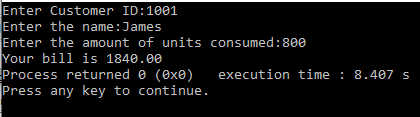 Enter Customer ID:1001
Enter the name:James
Enter the amount of units consumed:800
Your bill is 1840.00
Process returned 0 (0x0)   execution time : 8.407 s
Press any key to continue.